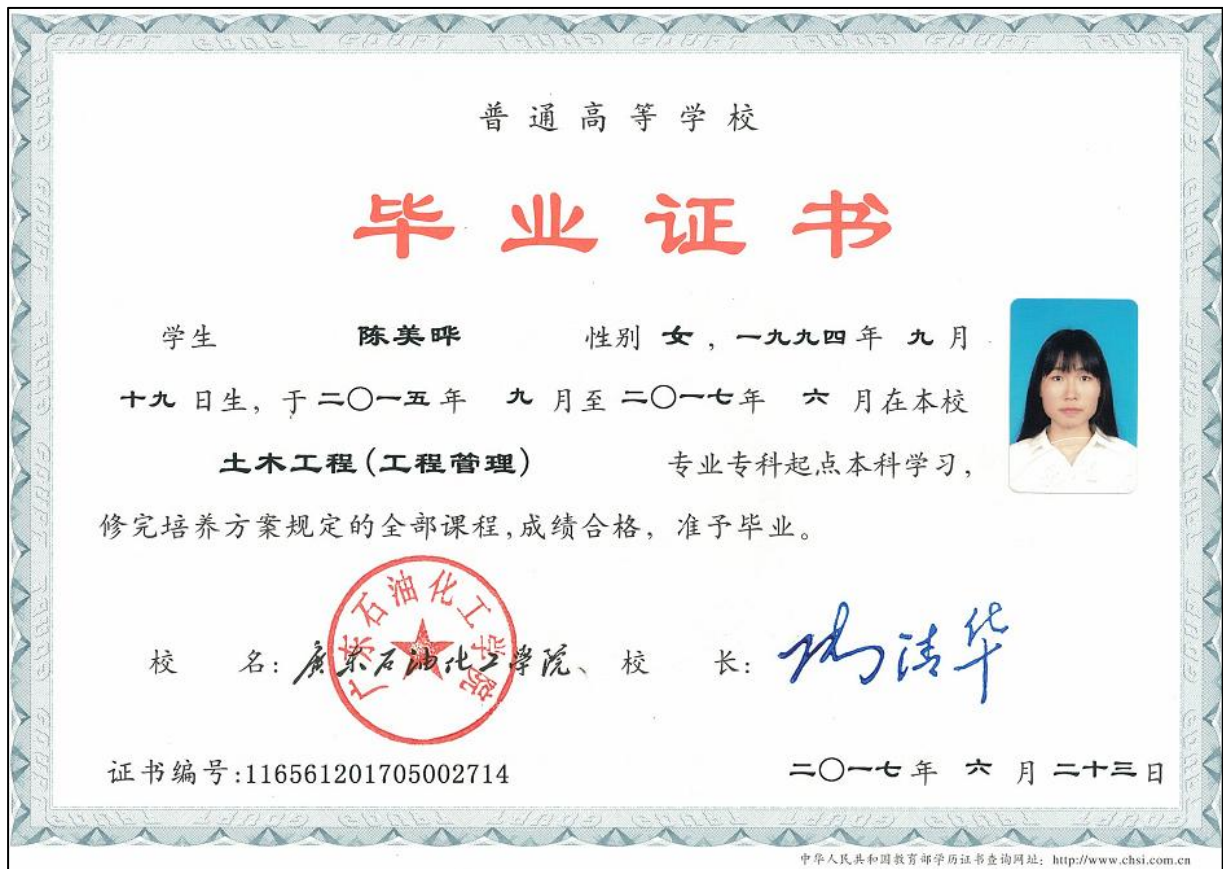 普通高等学校
毕业证书
学生 陈美晔 性别 女，一九九四年 九 月
十九 日生，于二〇一五年 九 月至二〇一七年 六 月在本校
土木工程(工程管理) 专业专科起点本科学习，
修完培养方案规定的全部课程,成绩合格，准予毕业。
广东石油化工学院
校 名：廣东石油化工學院、校 长：
证书编号:116561201705002714
二〇一七年 六 月二十三日
中华人民共和国教育部学历证书查询网址：http://www.chsi.com.cn